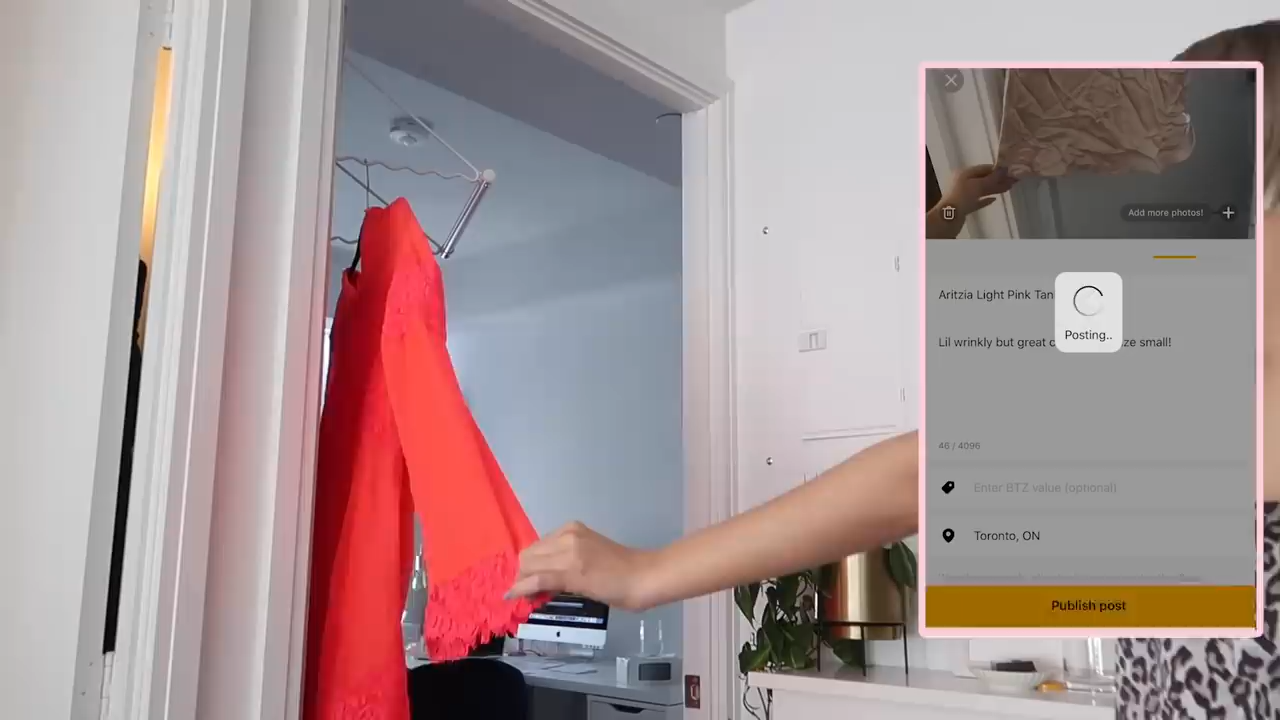 Add more photos!
Aritzia Light Pink Tan
Posting..
Lil wrinkly but great
ze small!
46 / 4096
Enter BTZ value (optional)
Toronto, ON
Publish post